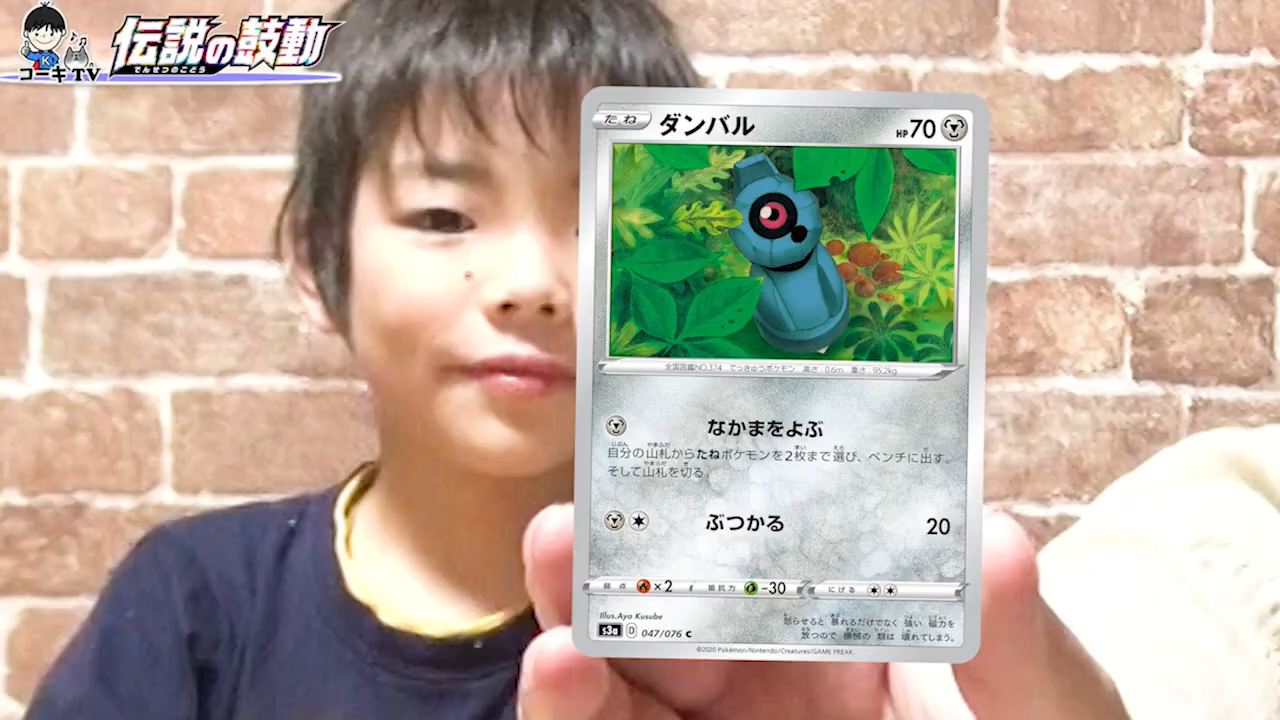 コーキTV
伝説の鼓動
でんせつのこどう
たね ダンバル HP70
全国図鑑NO.374 てっきゅうポケモン 高さ:0.6m 重さ:95.2kg
なかまをよぶ
自分の山札からたねポケモンを2枚まで選び、ベンチに出す。
そして山札を切る。
ぶつかる 20
弱点 ×2 抵抗力 -30 にげる
Illus.Aya Kusube
s3a D 047/076 C
怒らせると 暴れるだけでなく 強い 磁力を
放つので 機械の 類は 壊れてしまう。
©2020 Pokémon/Nintendo/Creatures/GAME FREAK.